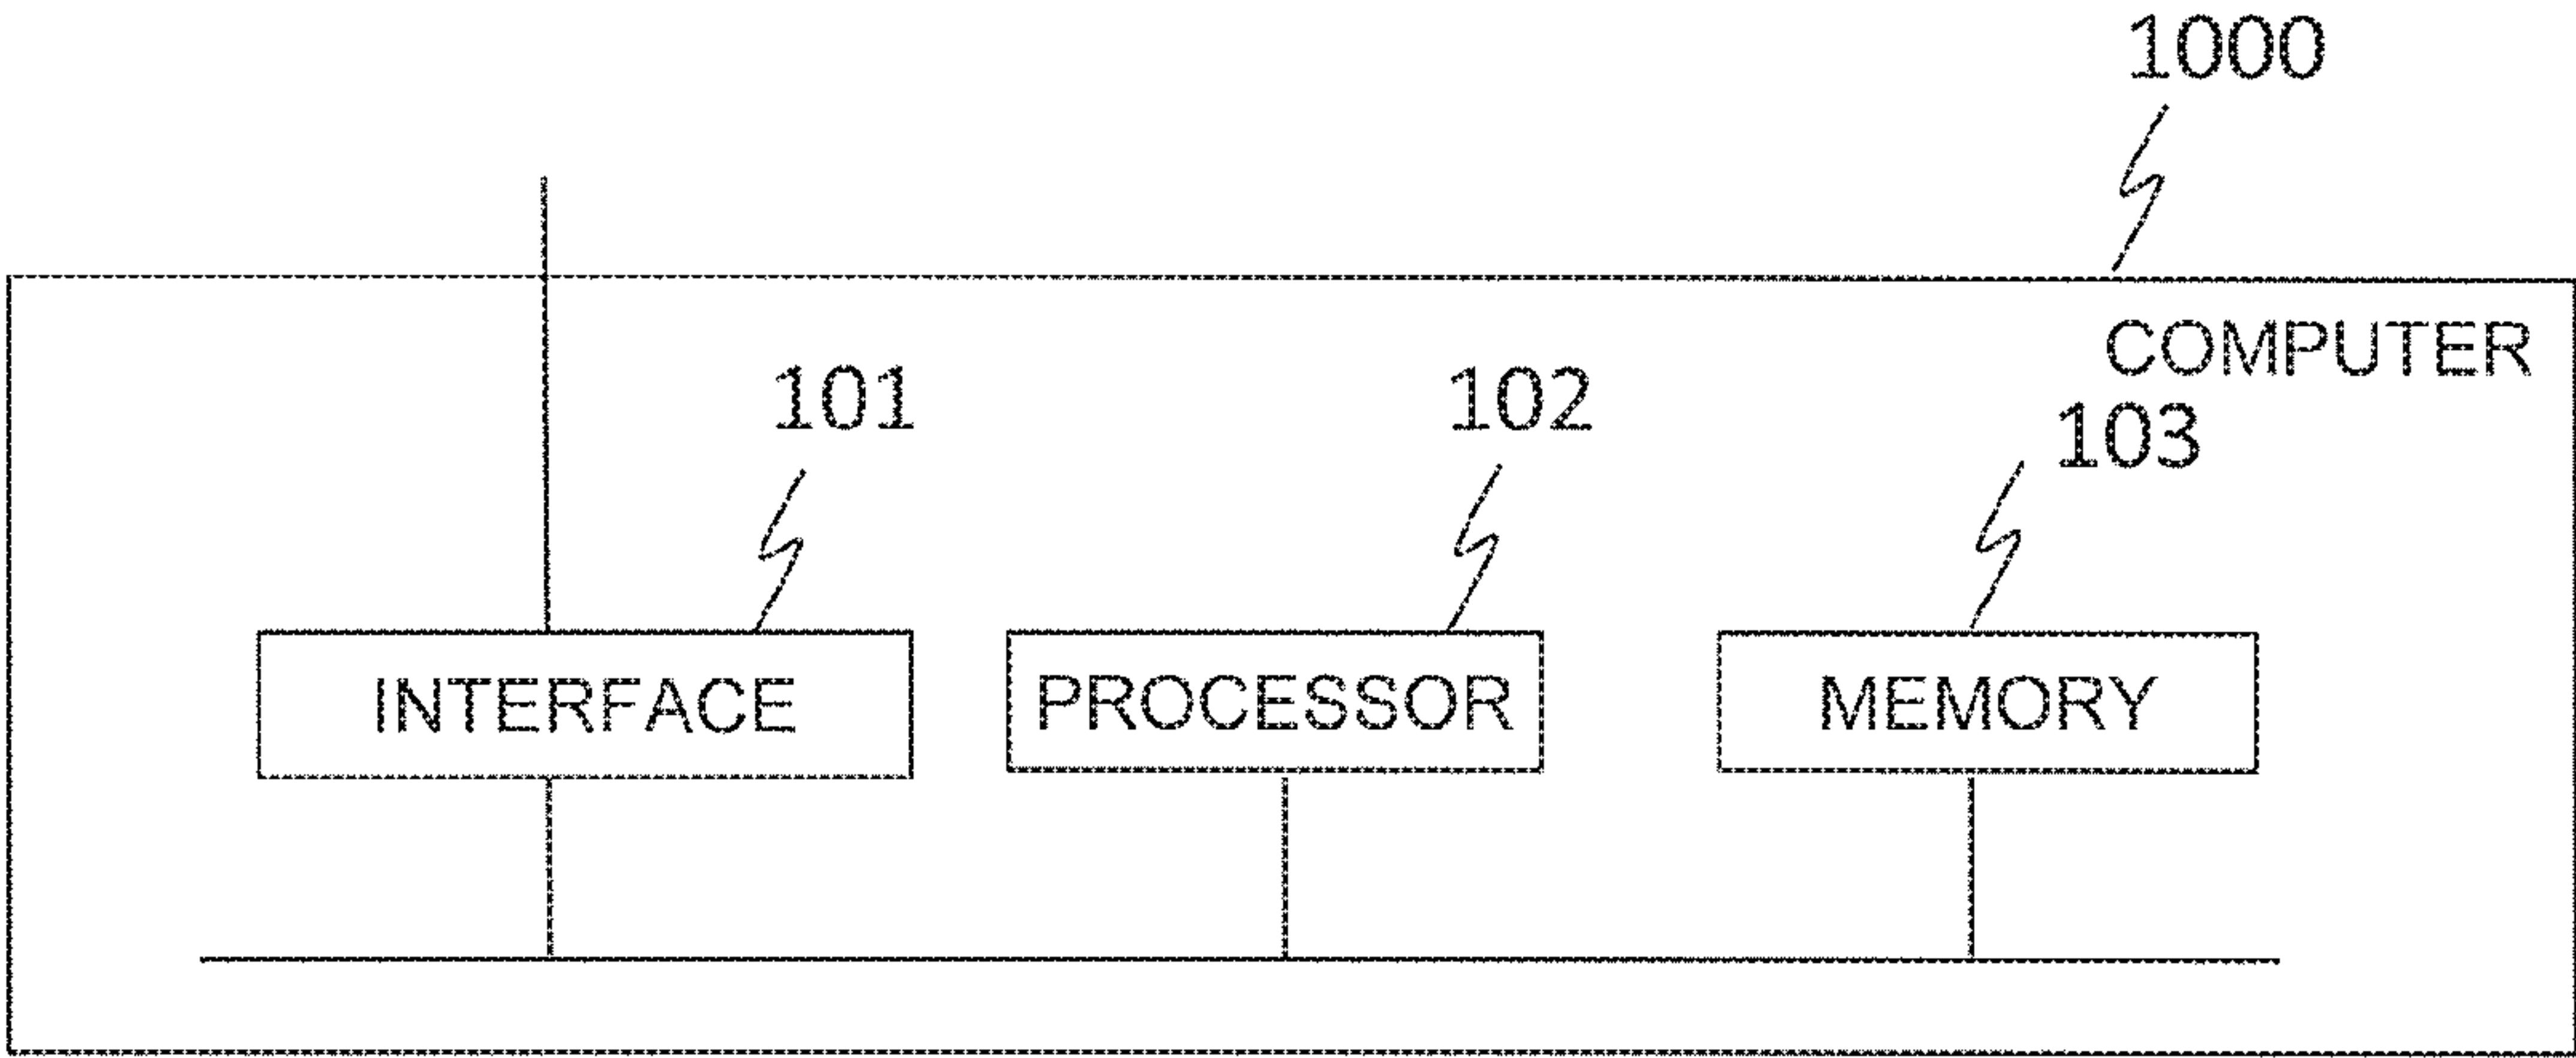 1000
COMPUTER
101
102
103
INTERFACE
PROCESSOR
MEMORY